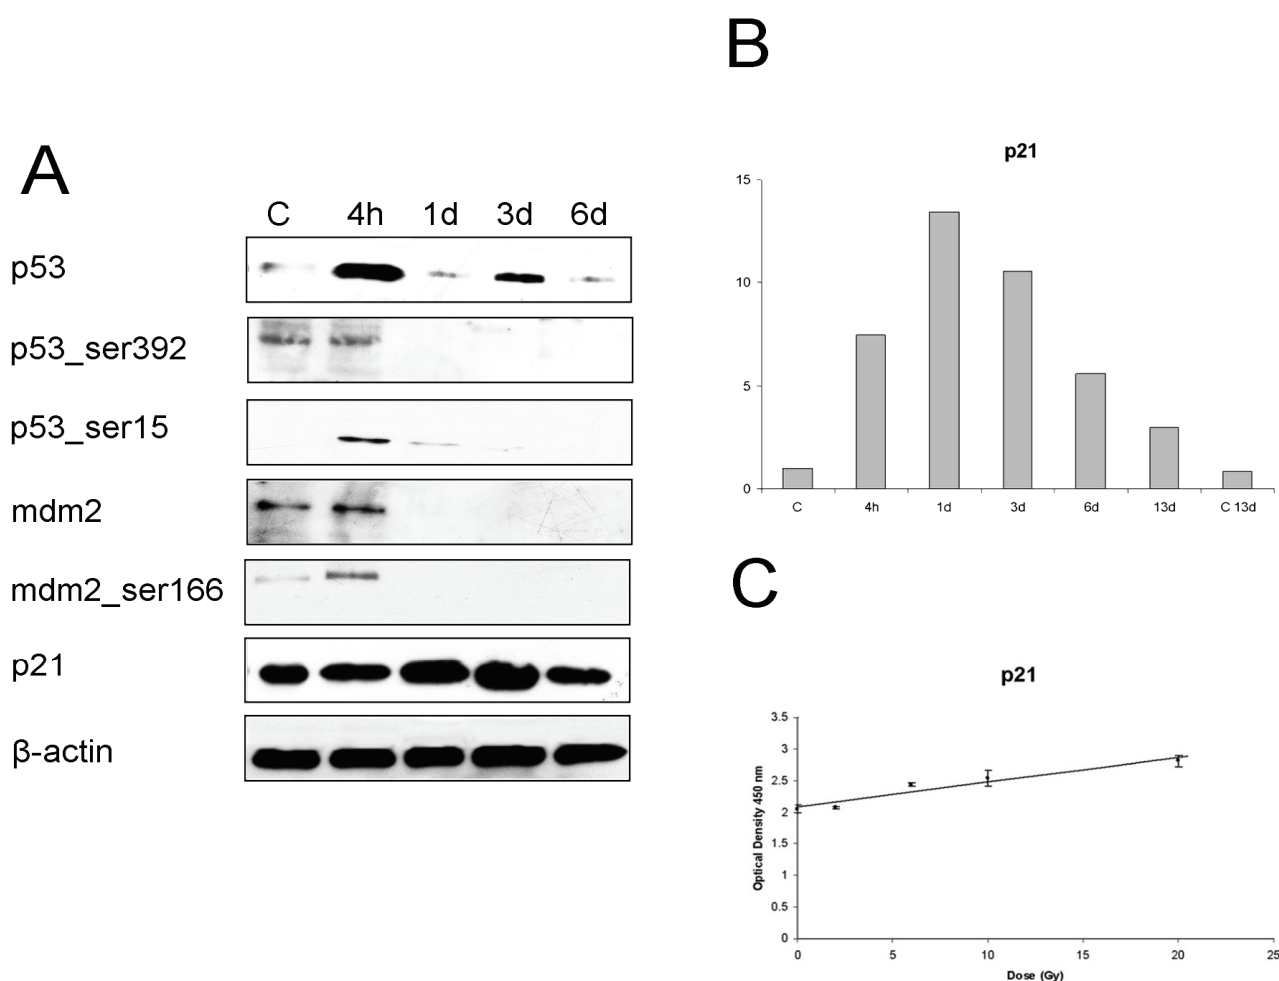 A
C 4h 1d 3d 6d
p53
p53_ser392
p53_ser15
mdm2
mdm2_ser166
p21
β-actin
B
p21
15
10
5
0
C 4h 1d 3d 6d 13d C 13d
C
p21
Optical Density 450 nm
3.5
3
2.5
2
1.5
1
0.5
0
0 5 10 15 20 25
Dose (Gy)